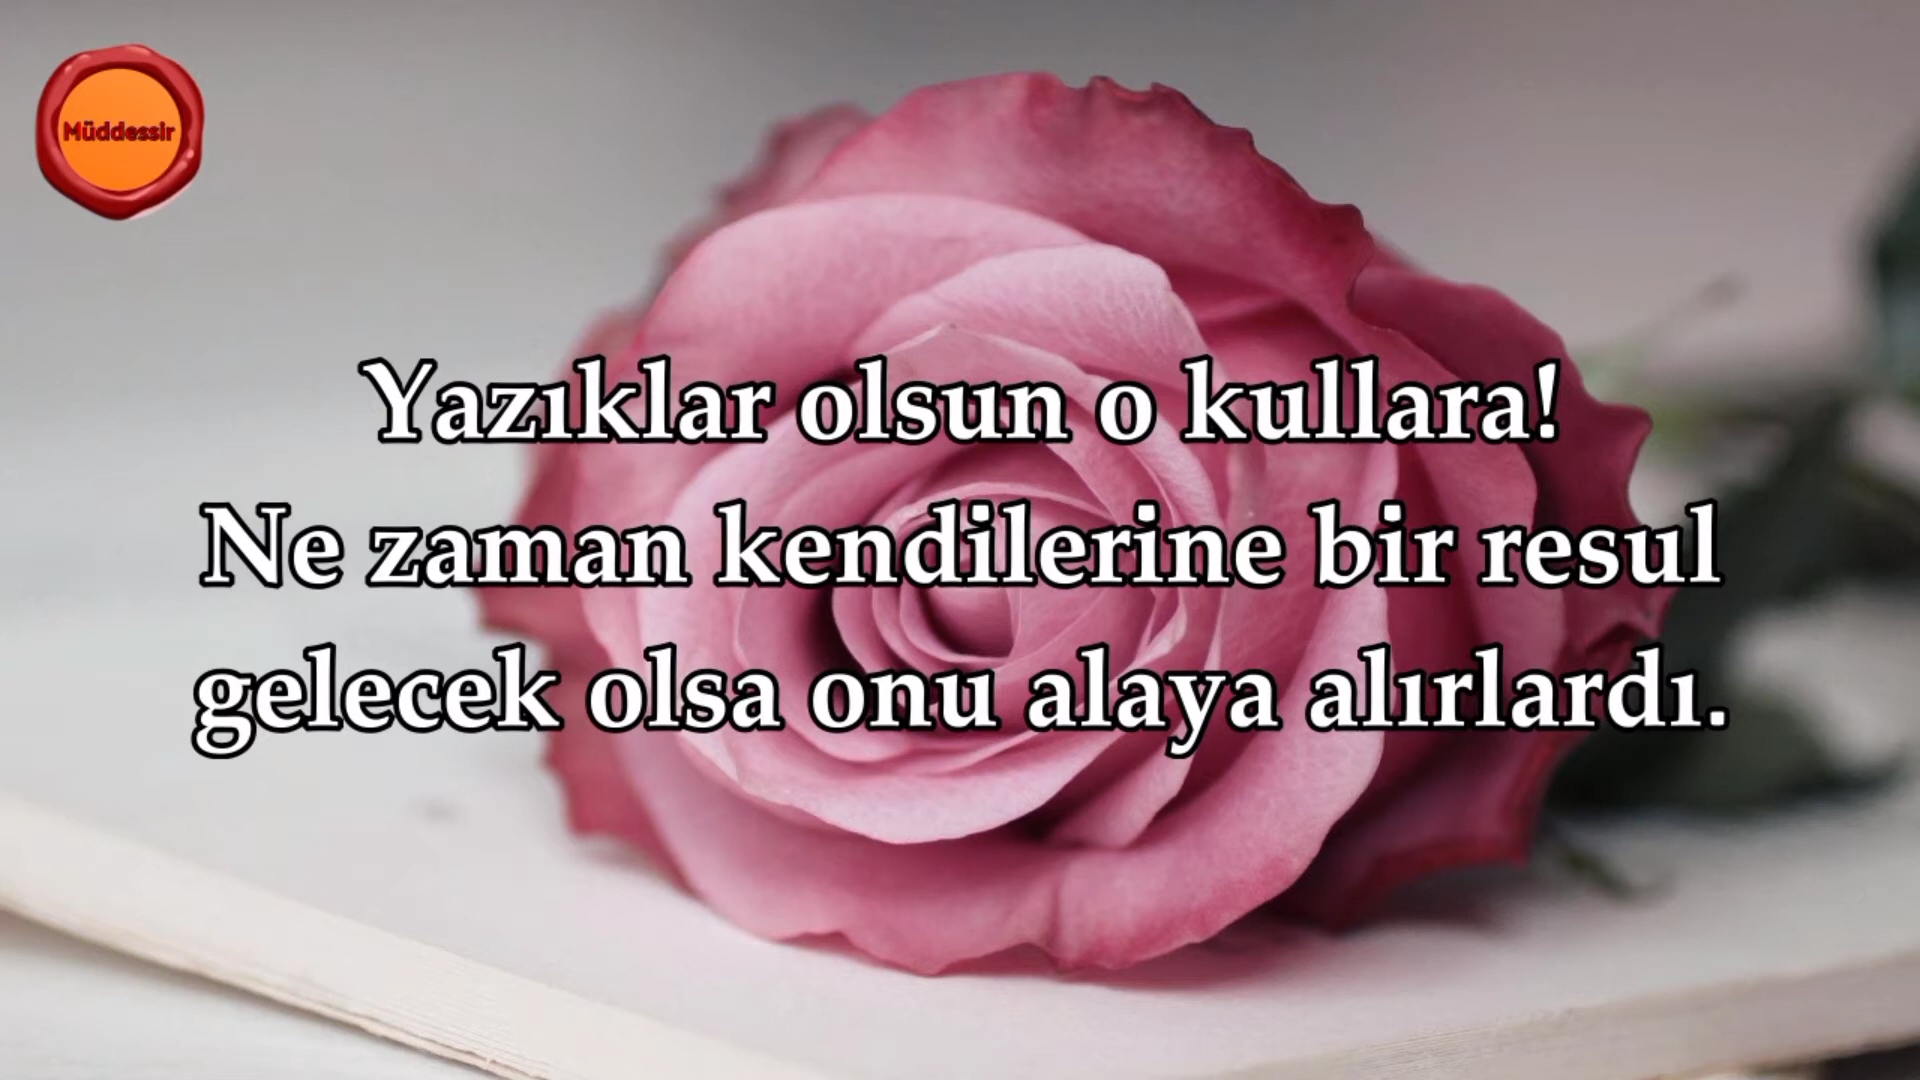 Müddessir
Yazıklar olsun o kullara!
Ne zaman kendilerine bir resul
gelecek olsa onu alaya alırlardı.